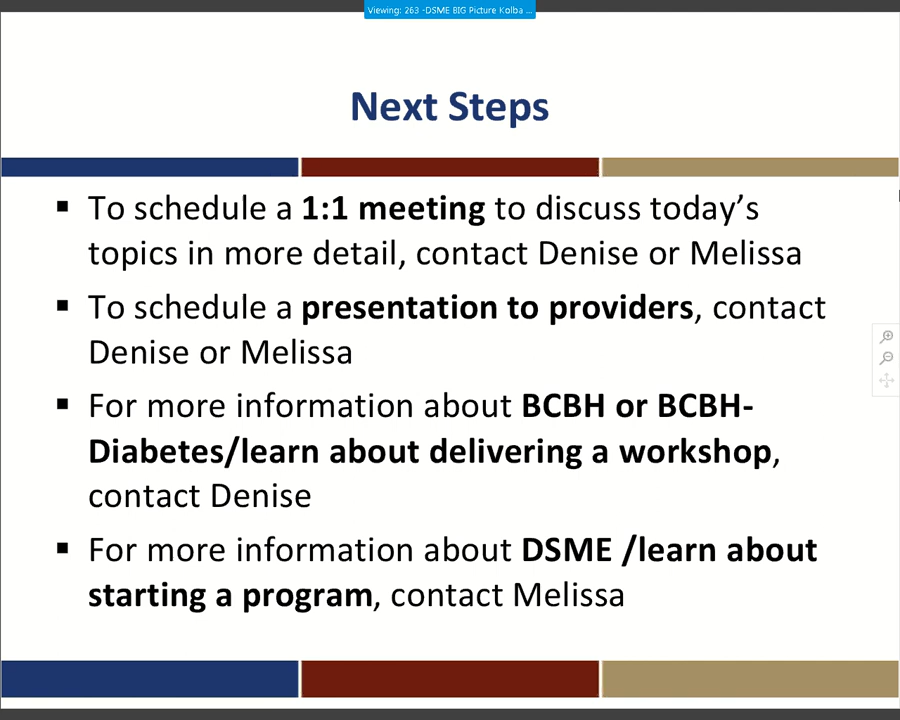 Viewing: 263 -DSME BIG Picture Kolba ...
Next Steps
▪ To schedule a 1:1 meeting to discuss today's
topics in more detail, contact Denise or Melissa
▪ To schedule a presentation to providers, contact
Denise or Melissa
▪ For more information about BCBH or BCBH-
Diabetes/learn about delivering a workshop,
contact Denise
▪ For more information about DSME /learn about
starting a program, contact Melissa